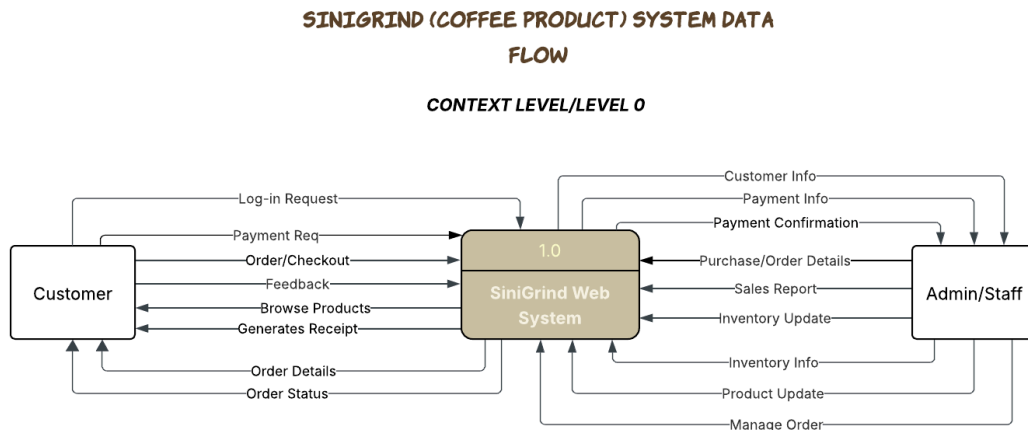 SINIGRIND (COFFEE PRODUCT) SYSTEM DATA
FLOW
CONTEXT LEVEL/LEVEL 0
Customer Info
Log-in Request
Payment Info
Payment Confirmation
Payment Req
1.0
Order/Checkout
Purchase/Order Details
Feedback
Sales Report
Customer
SiniGrind Web
System
Admin/Staff
Browse Products
Inventory Update
Generates Receipt
Inventory Info
Order Details
Order Status
Product Update
Manage Order